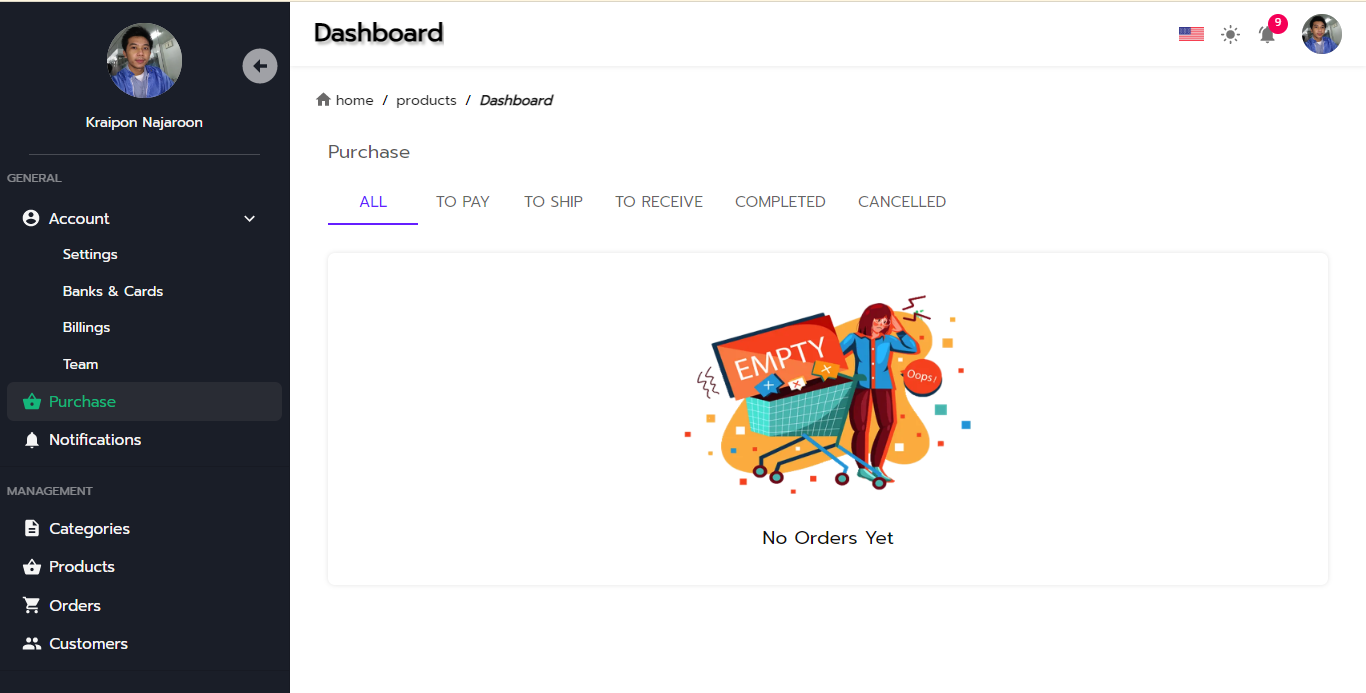 Dashboard
9
Kraipon Najaroon
home / products / Dashboard
GENERAL
Account
Settings
Banks & Cards
Billings
Team
Purchase
Notifications
MANAGEMENT
Categories
Products
Orders
Customers
Purchase
ALL TO PAY TO SHIP TO RECEIVE COMPLETED CANCELLED
EMPTY
Oops!
No Orders Yet